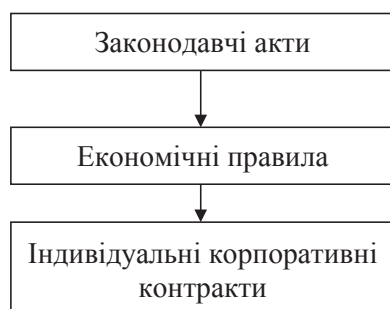 Законодавчі акти
Економічні правила
Індивідуальні корпоративні
контракти